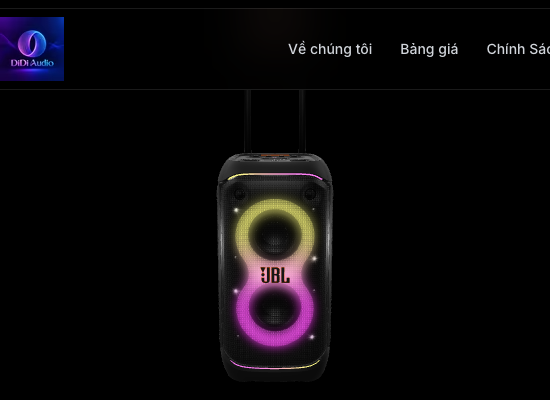 DiDi Audio
Về chúng tôi
Bảng giá
Chính Sác
JBL